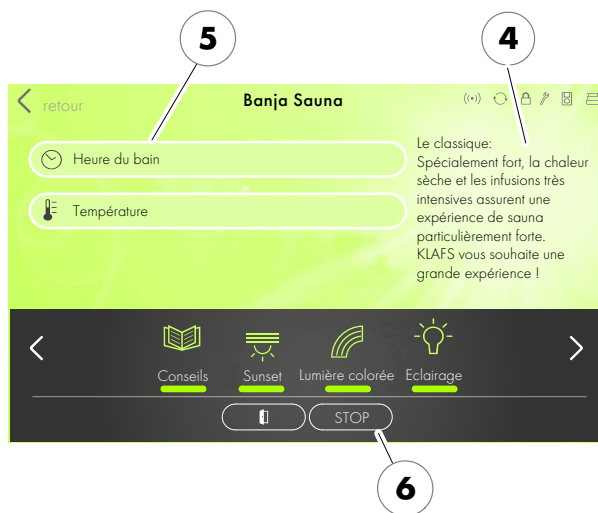 5
4
retour
Banja Sauna
Heure du bain
Température
Le classique:
Spécialement fort, la chaleur
sèche et les infusions très
intensives assurent une
expérience de sauna
particulièrement forte.
KLAFS vous souhaite une
grande expérience !
Conseils
Sunset
Lumière colorée
Eclairage
STOP
6